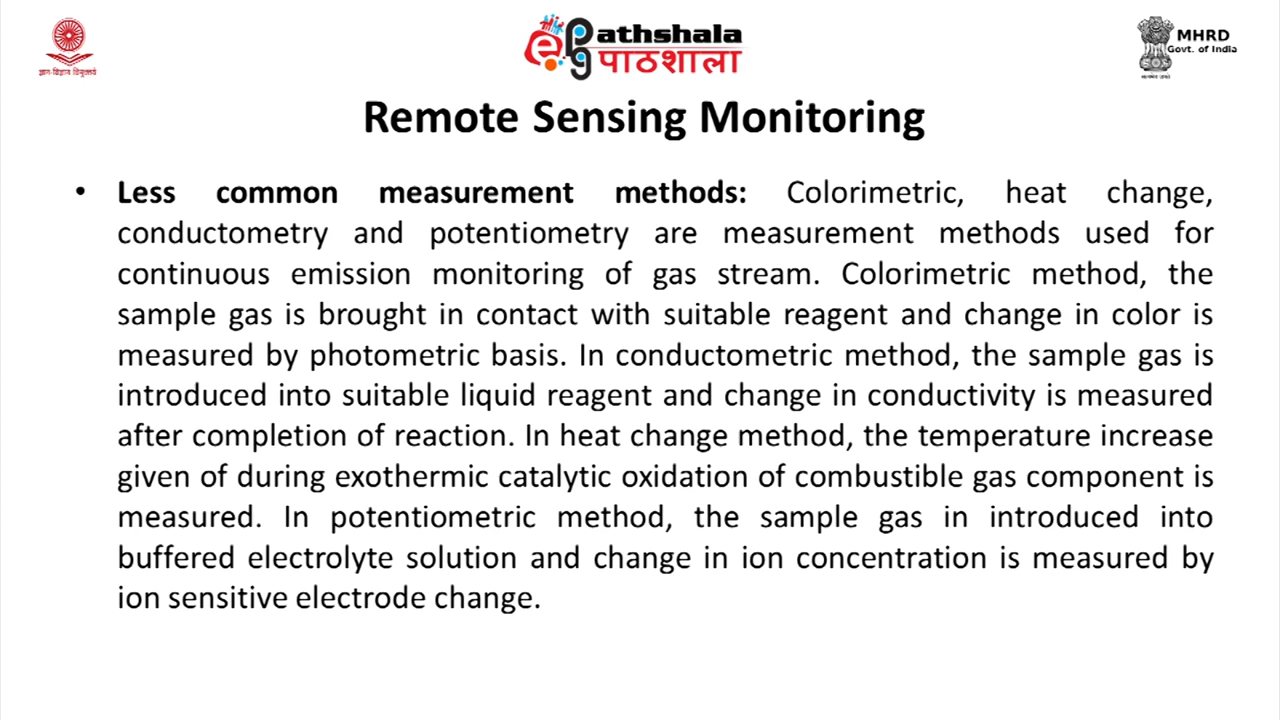 ज्ञान-विज्ञान विमुक्तये
Pathshala
पाठशाला
MHRD
Govt. of India
सत्यमेव जयते
Remote Sensing Monitoring
• Less common measurement methods: Colorimetric, heat change,
conductometry and potentiometry are measurement methods used for
continuous emission monitoring of gas stream. Colorimetric method, the
sample gas is brought in contact with suitable reagent and change in color is
measured by photometric basis. In conductometric method, the sample gas is
introduced into suitable liquid reagent and change in conductivity is measured
after completion of reaction. In heat change method, the temperature increase
given of during exothermic catalytic oxidation of combustible gas component is
measured. In potentiometric method, the sample gas in introduced into
buffered electrolyte solution and change in ion concentration is measured by
ion sensitive electrode change.